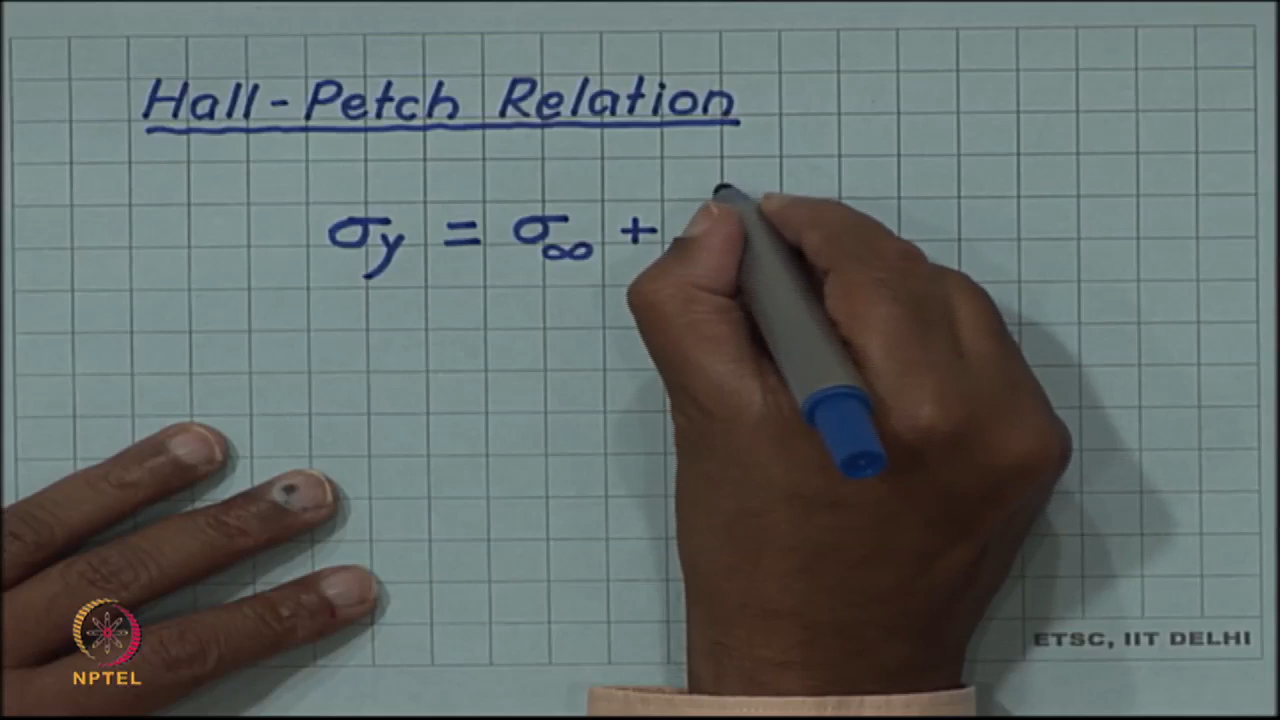 Hall-Petch Relation
σy = σ∞ +
ETSC, IIT DELHI
NPTEL